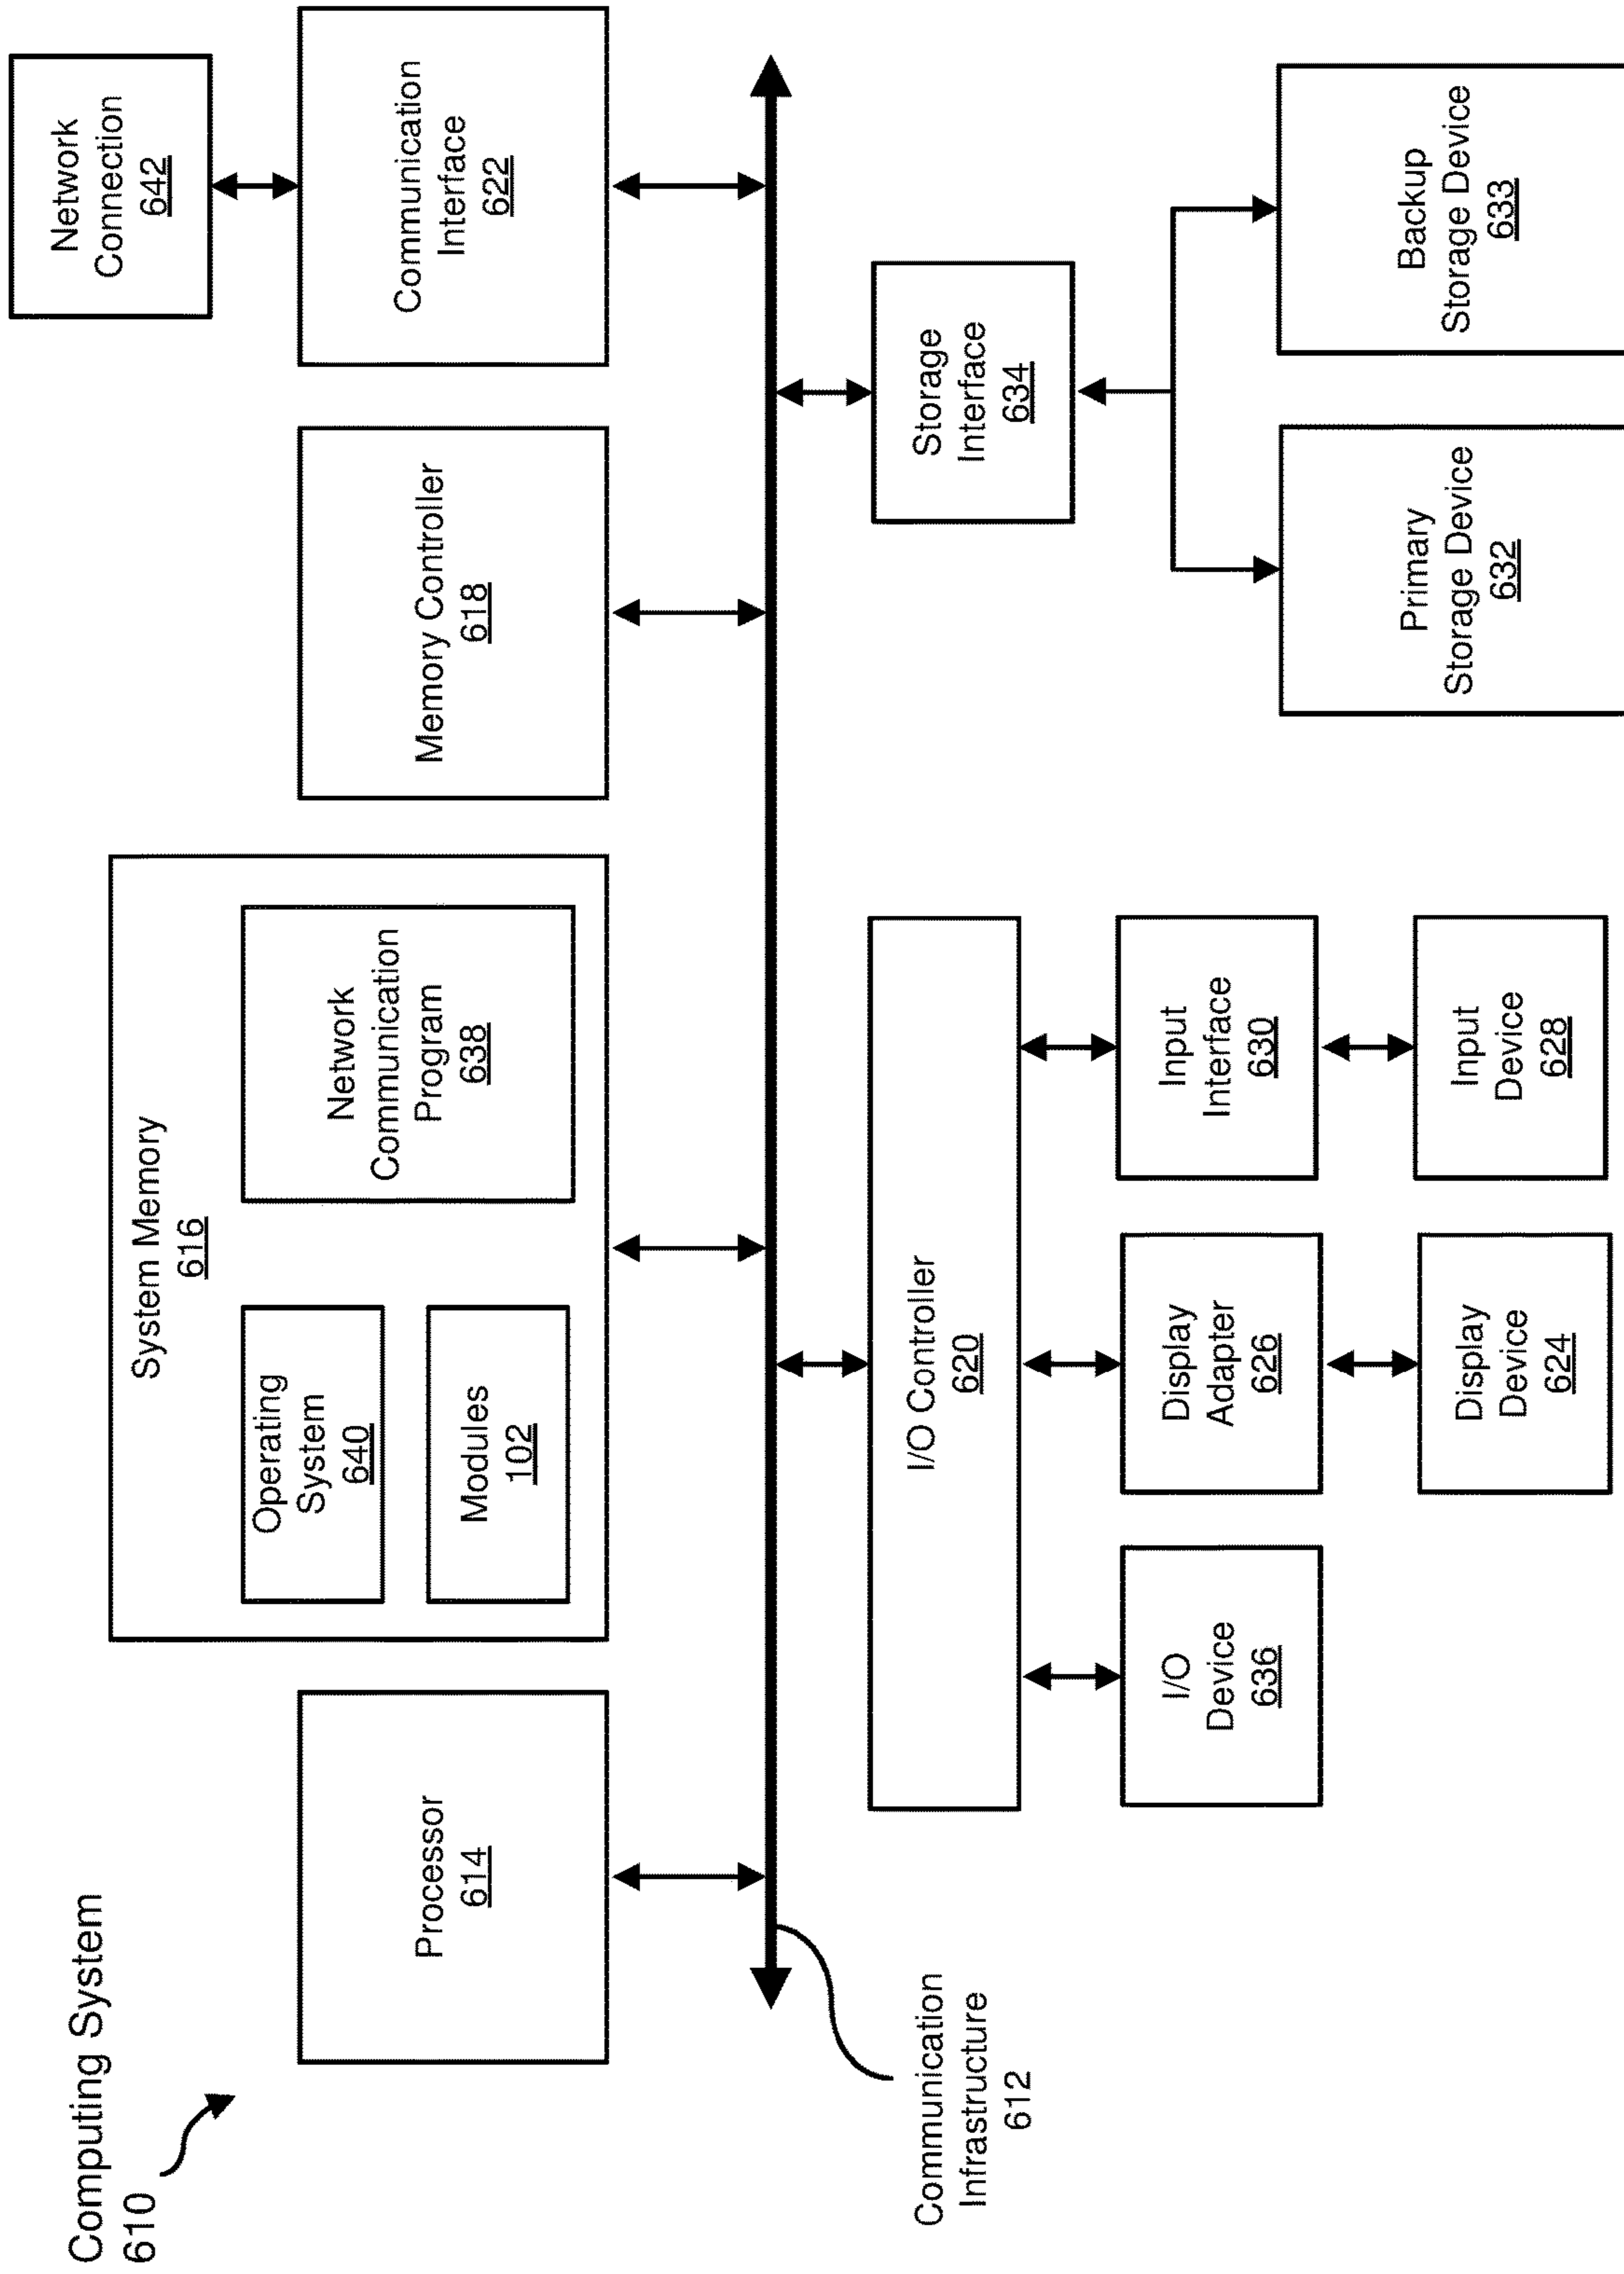 Computing System
610
Processor
614
System Memory
616
Operating
System
640
Modules
102
Network
Communication
Program
638
Memory Controller
618
Communication
Interface
622
Network
Connection
642
Communication
Infrastructure
612
I/O Controller
620
I/O
Device
636
Display
Adapter
626
Display
Device
624
Input
Interface
630
Input
Device
628
Storage
Interface
634
Primary
Storage Device
632
Backup
Storage Device
633